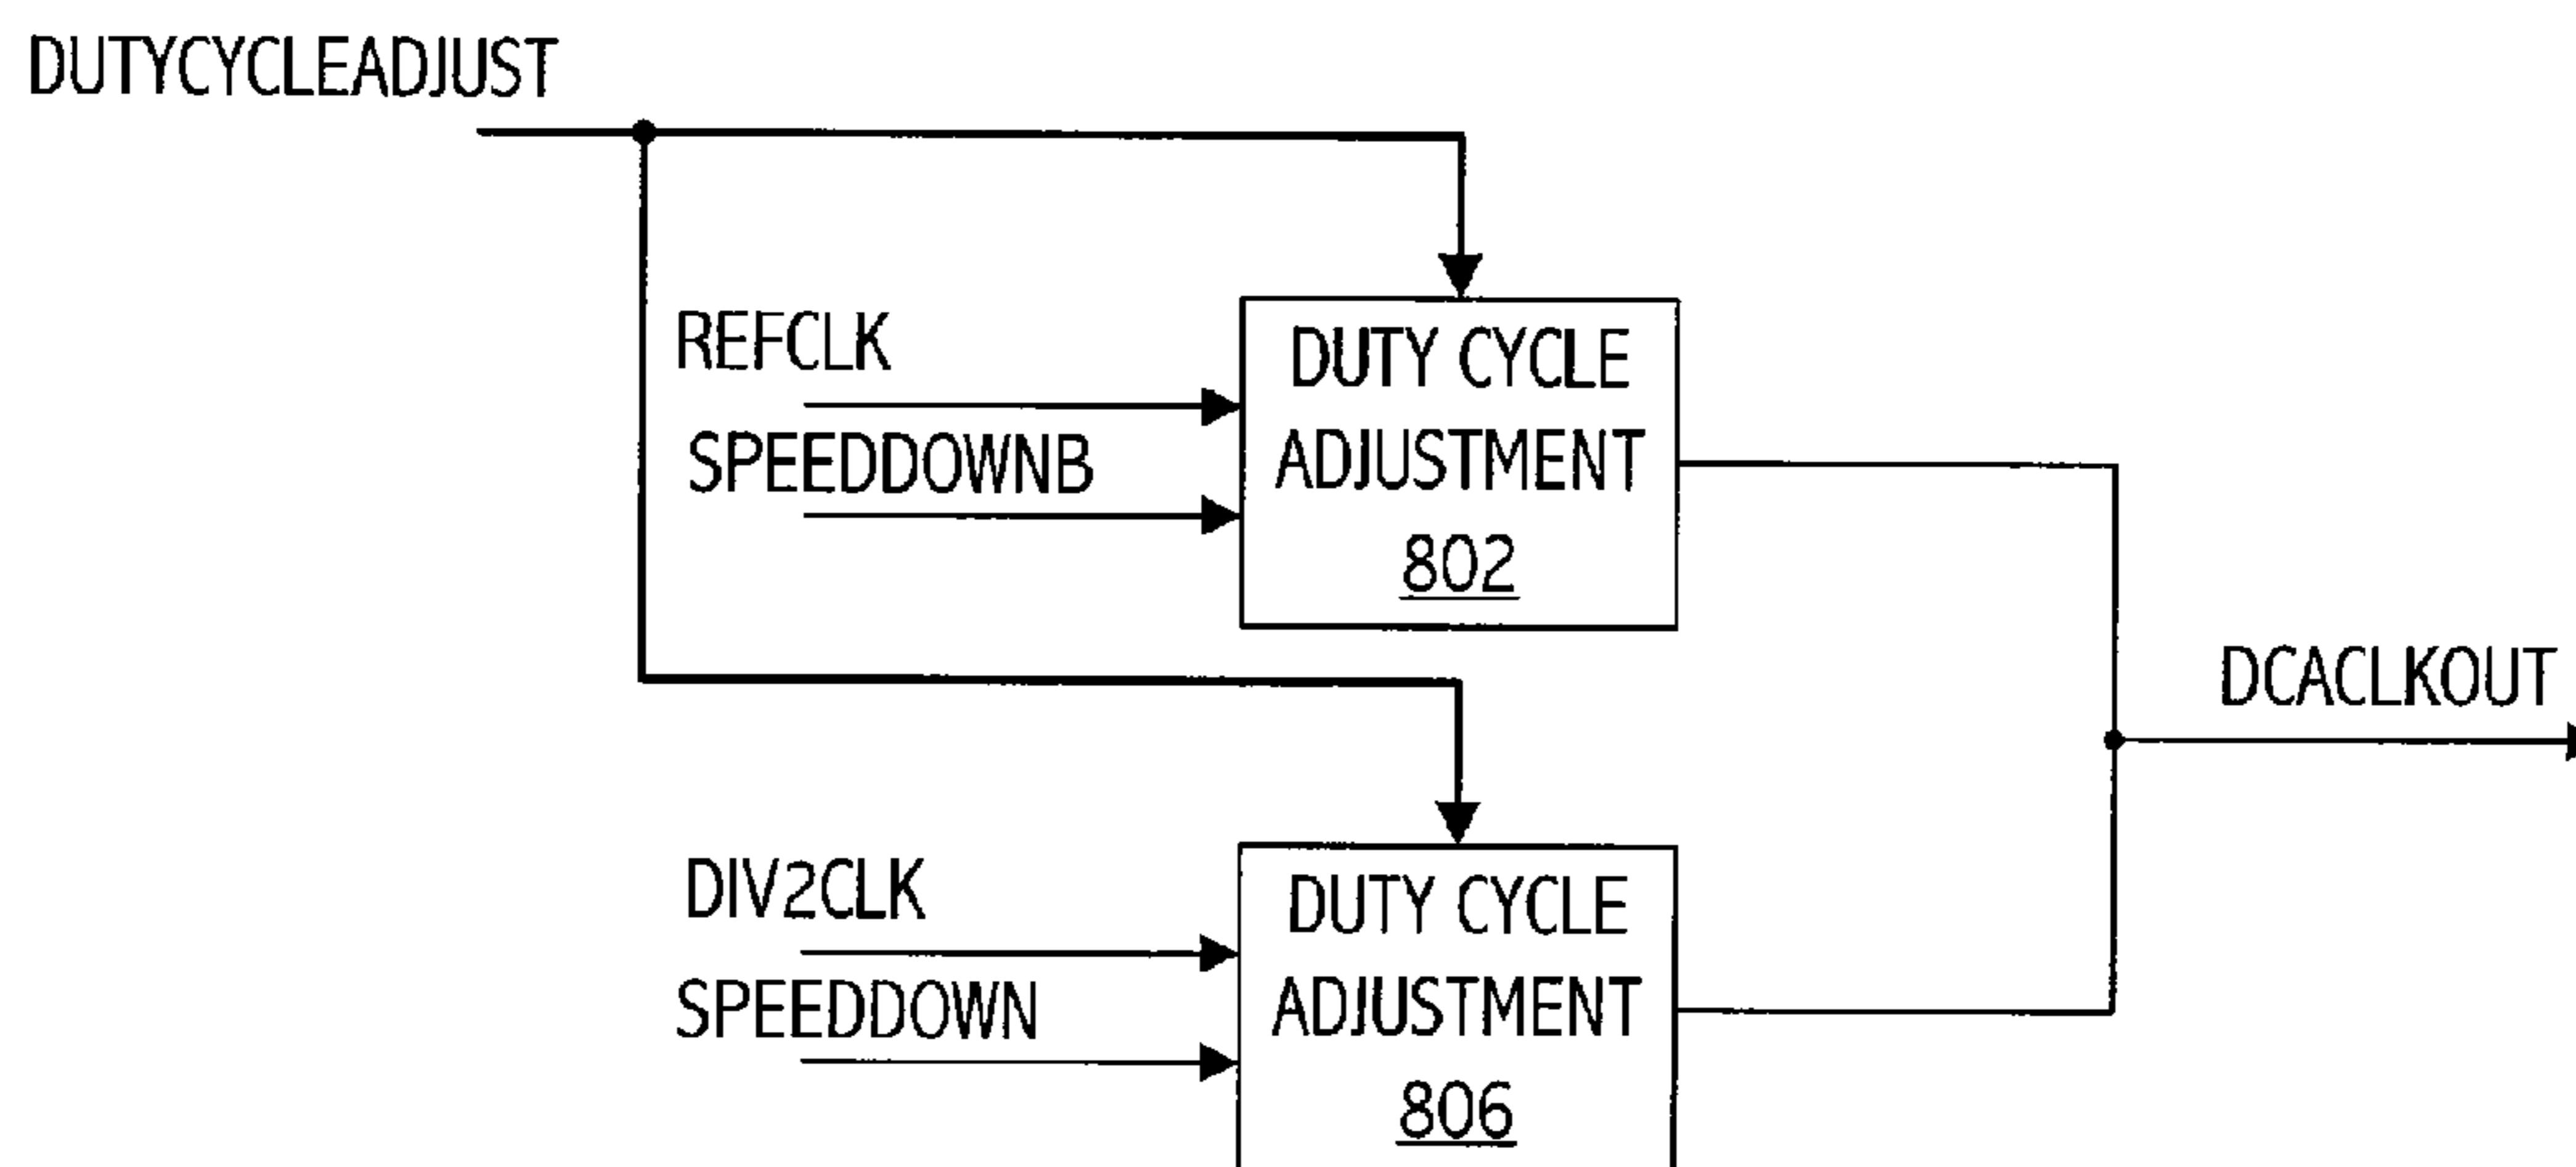 DUTYCYCLEADJUST
REFCLK
SPEEDDOWNB
DUTY CYCLE
ADJUSTMENT
802
DCACLKOUT
DIV2CLK
SPEEDDOWN
DUTY CYCLE
ADJUSTMENT
806